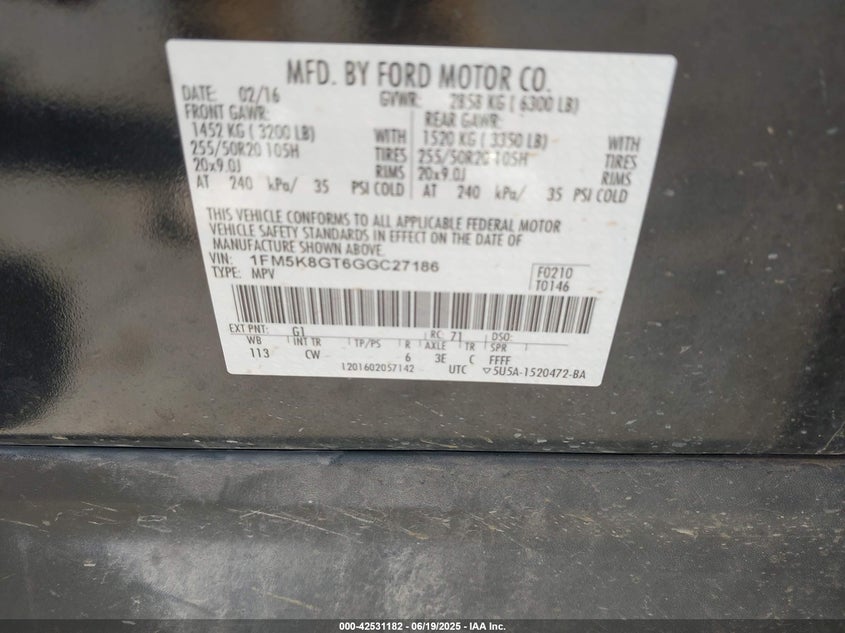 MFD. BY FORD MOTOR CO.
DATE: 02/16 GVWR: 2858 KG ( 6300 LB)
FRONT GAWR: REAR GAWR:
1452 KG ( 3200 LB) WITH 1520 KG ( 3350 LB) WITH
255/50R20 105H TIRES 255/50R20 105H TIRES
20x9.0J RIMS 20x9.0J RIMS
AT 240 kPa/ 35 PSI COLD AT 240 kPa/ 35 PSI COLD
THIS VEHICLE CONFORMS TO ALL APPLICABLE FEDERAL MOTOR
VEHICLE SAFETY STANDARDS IN EFFECT ON THE DATE OF
MANUFACTURE SHOWN ABOVE.
VIN: 1FM5K8GT6GGC27186
TYPE: MPV
F0210
T0146
EXT PNT: G1 RC: 71 DSO:
WB INT TR TP/PS R AXLE TR SPR
113 CW 6 3E C FFFF
1201602057142 UTC ▽5U5A-1520472-BA
000-42531182 - 06/19/2025 - IAA Inc.